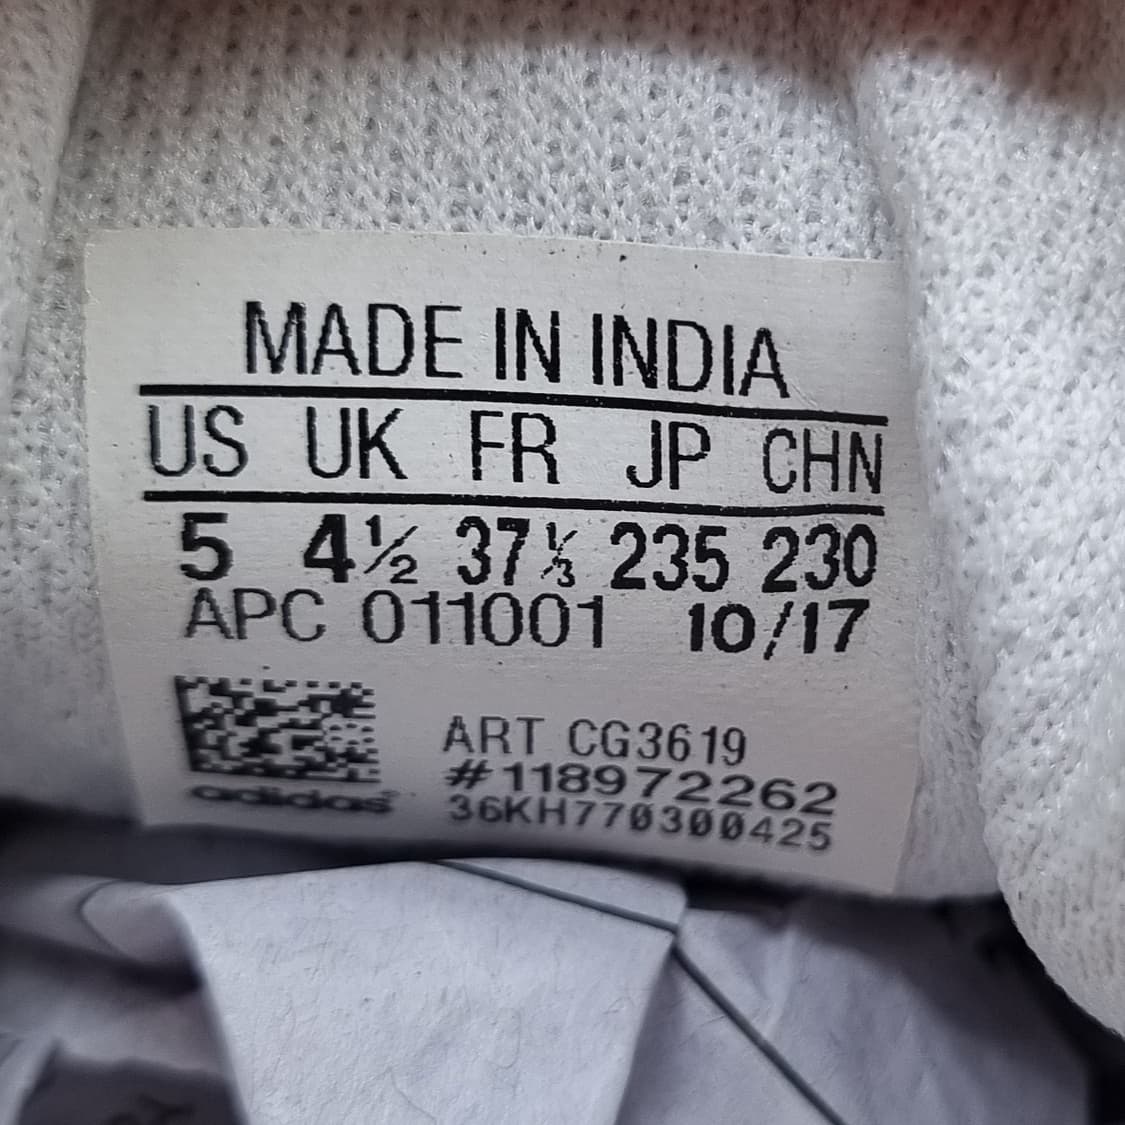 MADE IN INDIA
US UK FR JP CHN
5 4½ 37⅓ 235 230
APC 011001 10/17
ART CG3619
#118972262
adidas
36KH770300425